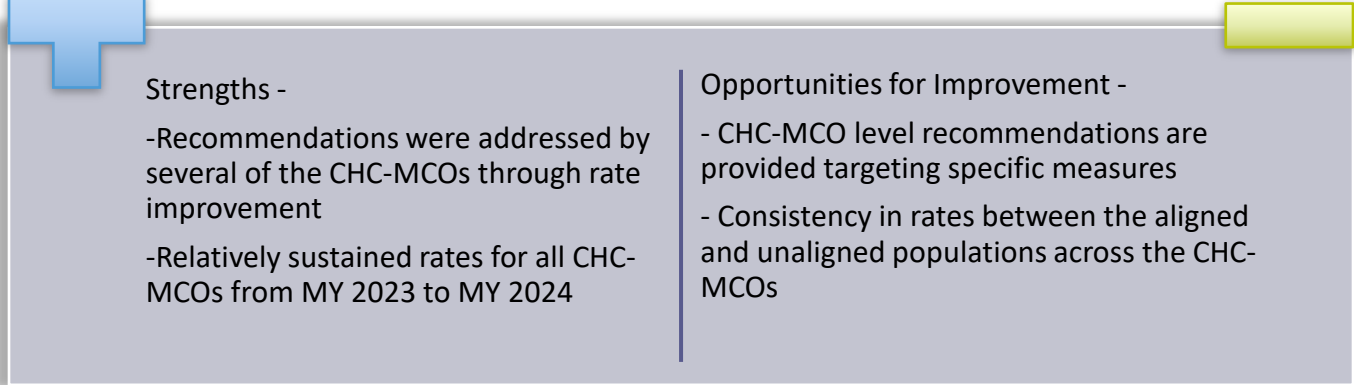 Strengths -
-Recommendations were addressed by
several of the CHC-MCOs through rate
improvement
-Relatively sustained rates for all CHC-
MCOs from MY 2023 to MY 2024
Opportunities for Improvement -
- CHC-MCO level recommendations are
provided targeting specific measures
- Consistency in rates between the aligned
and unaligned populations across the CHC-
MCOs